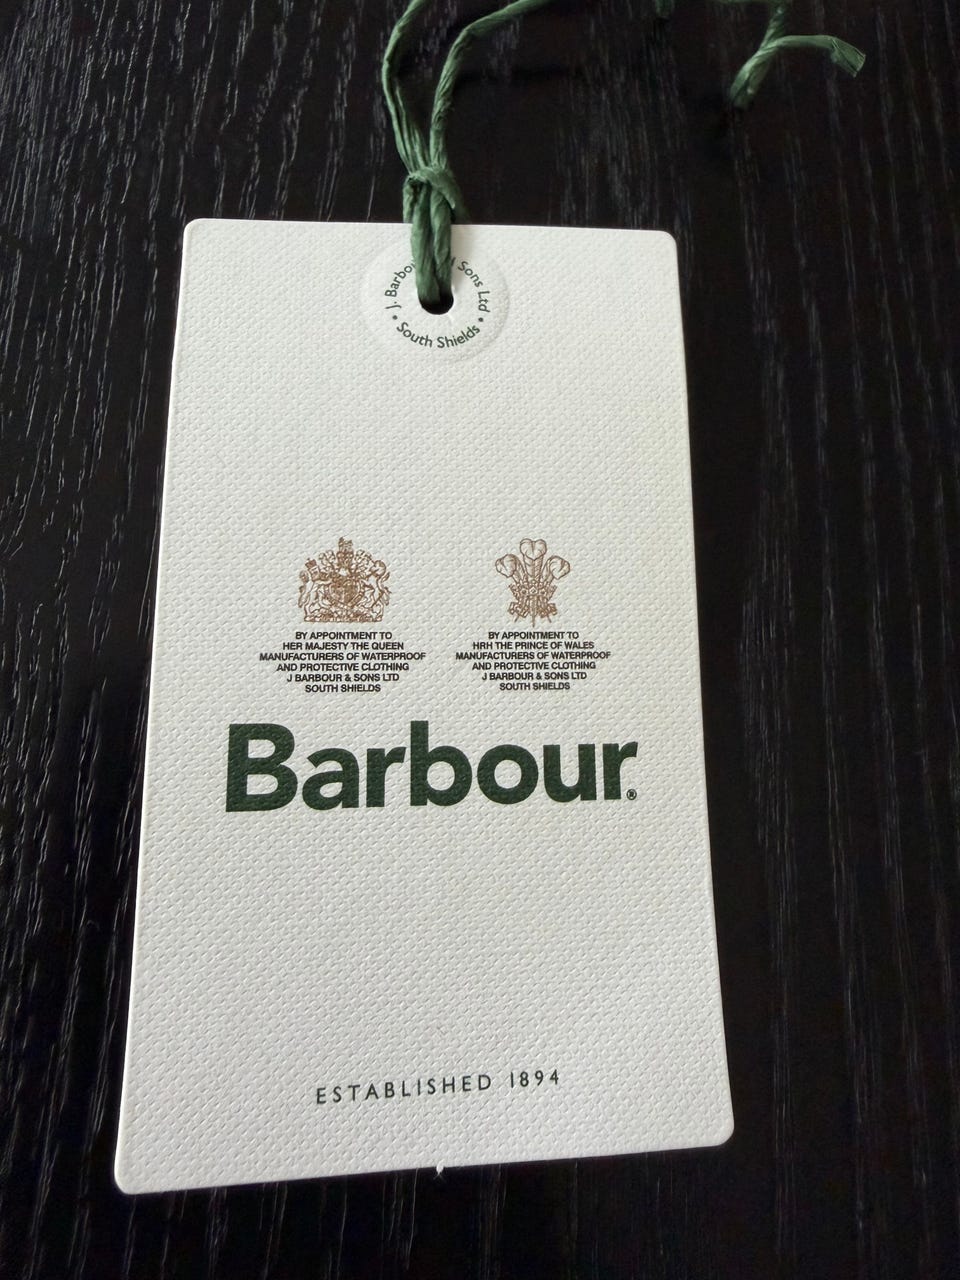 J. Barbour Sons Ltd
• South Shields •
BY APPOINTMENT TO
HER MAJESTY THE QUEEN
MANUFACTURERS OF WATERPROOF
AND PROTECTIVE CLOTHING
J BARBOUR & SONS LTD
SOUTH SHIELDS
BY APPOINTMENT TO
HRH THE PRINCE OF WALES
MANUFACTURERS OF WATERPROOF
AND PROTECTIVE CLOTHING
J BARBOUR & SONS LTD
SOUTH SHIELDS
Barbour®
ESTABLISHED 1894